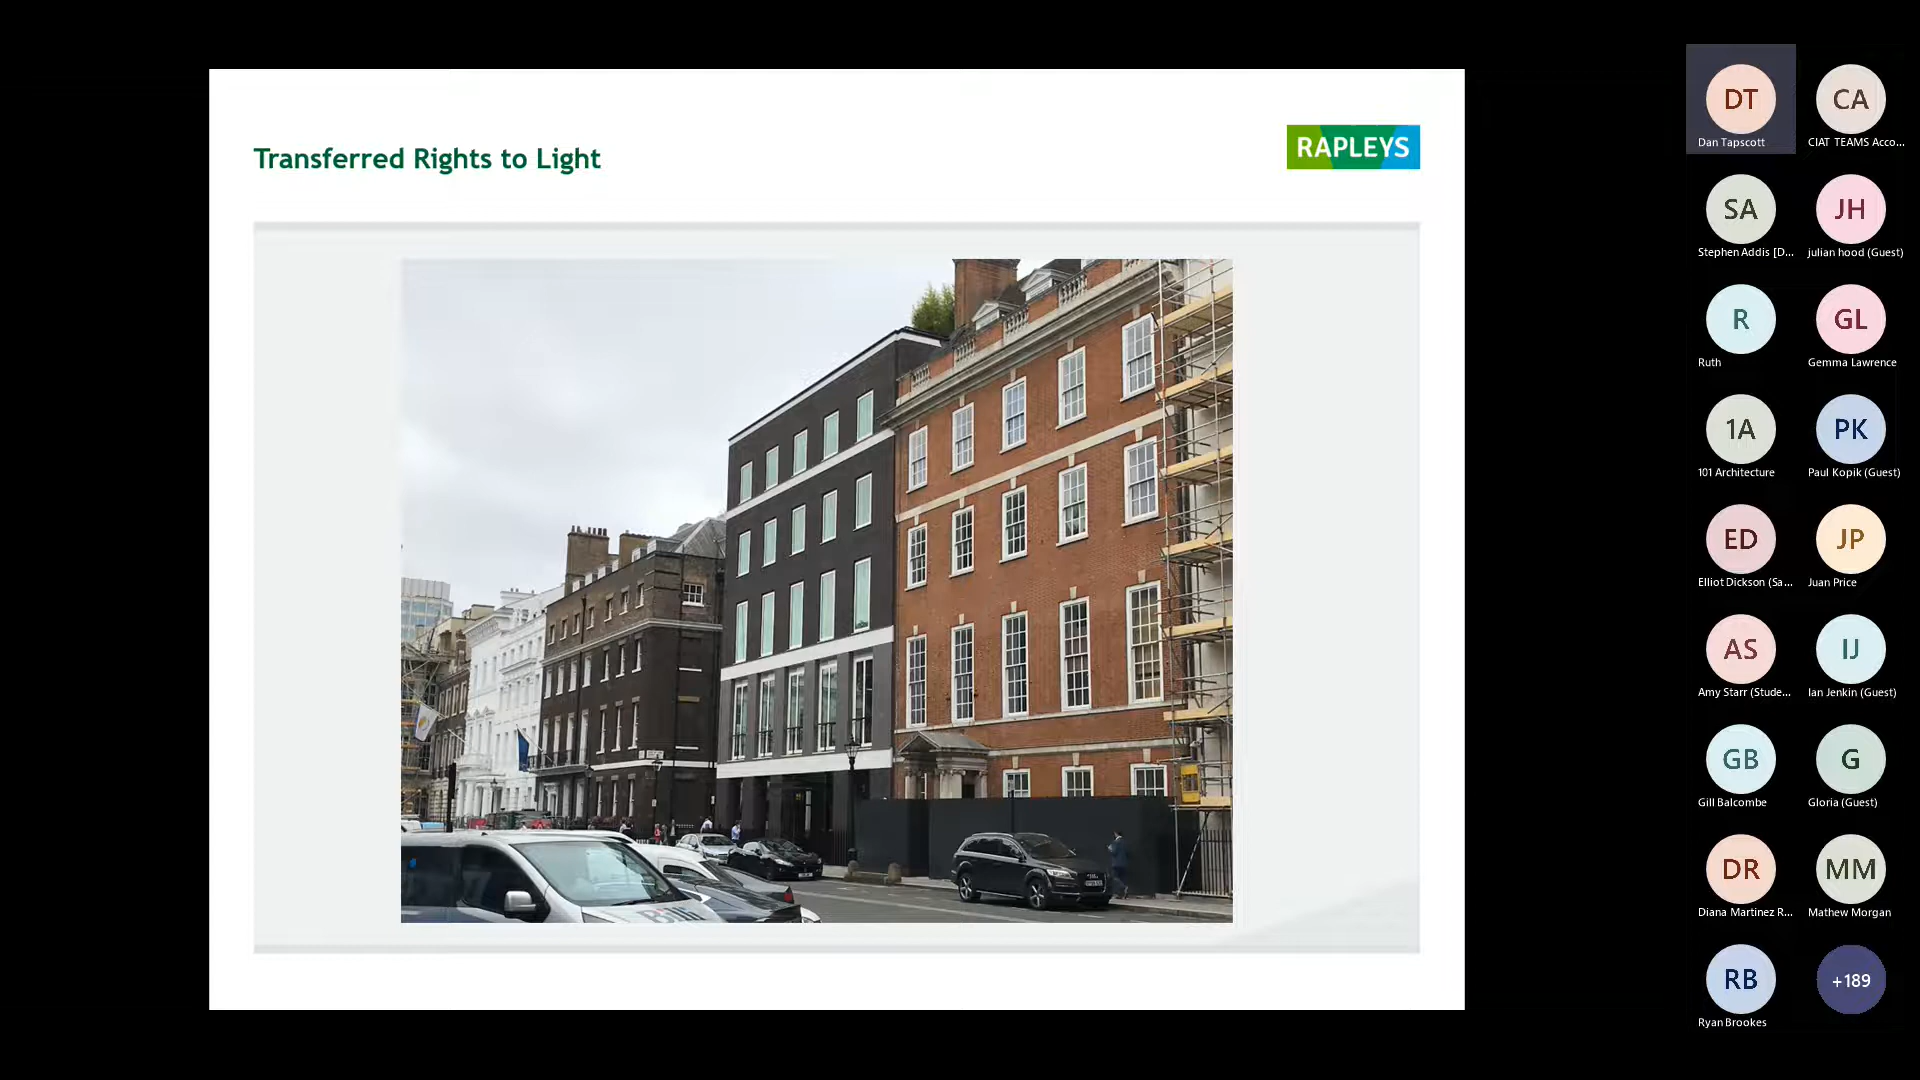 Transferred Rights to Light
RAPLEYS
DT
Dan Tapscott
CA
CIAT TEAMS Acco...
SA
Stephen Addis [D...
JH
julian hood (Guest)
R
Ruth
GL
Gemma Lawrence
1A
101 Architecture
PK
Paul Kopik (Guest)
ED
Elliot Dickson (Sa...
JP
Juan Price
AS
Amy Starr (Stude...
IJ
Ian Jenkin (Guest)
GB
Gill Balcombe
G
Gloria (Guest)
DR
Diana Martinez R...
MM
Mathew Morgan
RB
Ryan Brookes
+189